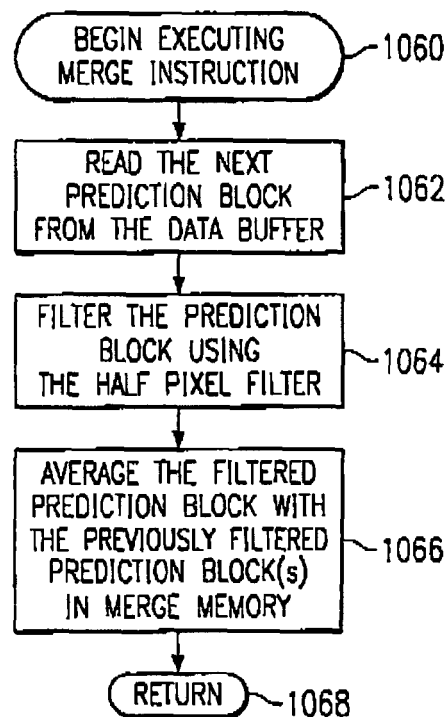 BEGIN EXECUTING
MERGE INSTRUCTION
1060
READ THE NEXT
PREDICTION BLOCK
FROM THE DATA BUFFER
1062
FILTER THE PREDICTION
BLOCK USING
THE HALF PIXEL FILTER
1064
AVERAGE THE FILTERED
PREDICTION BLOCK WITH
THE PREVIOUSLY FILTERED
PREDICTION BLOCK(s)
IN MERGE MEMORY
1066
RETURN
1068